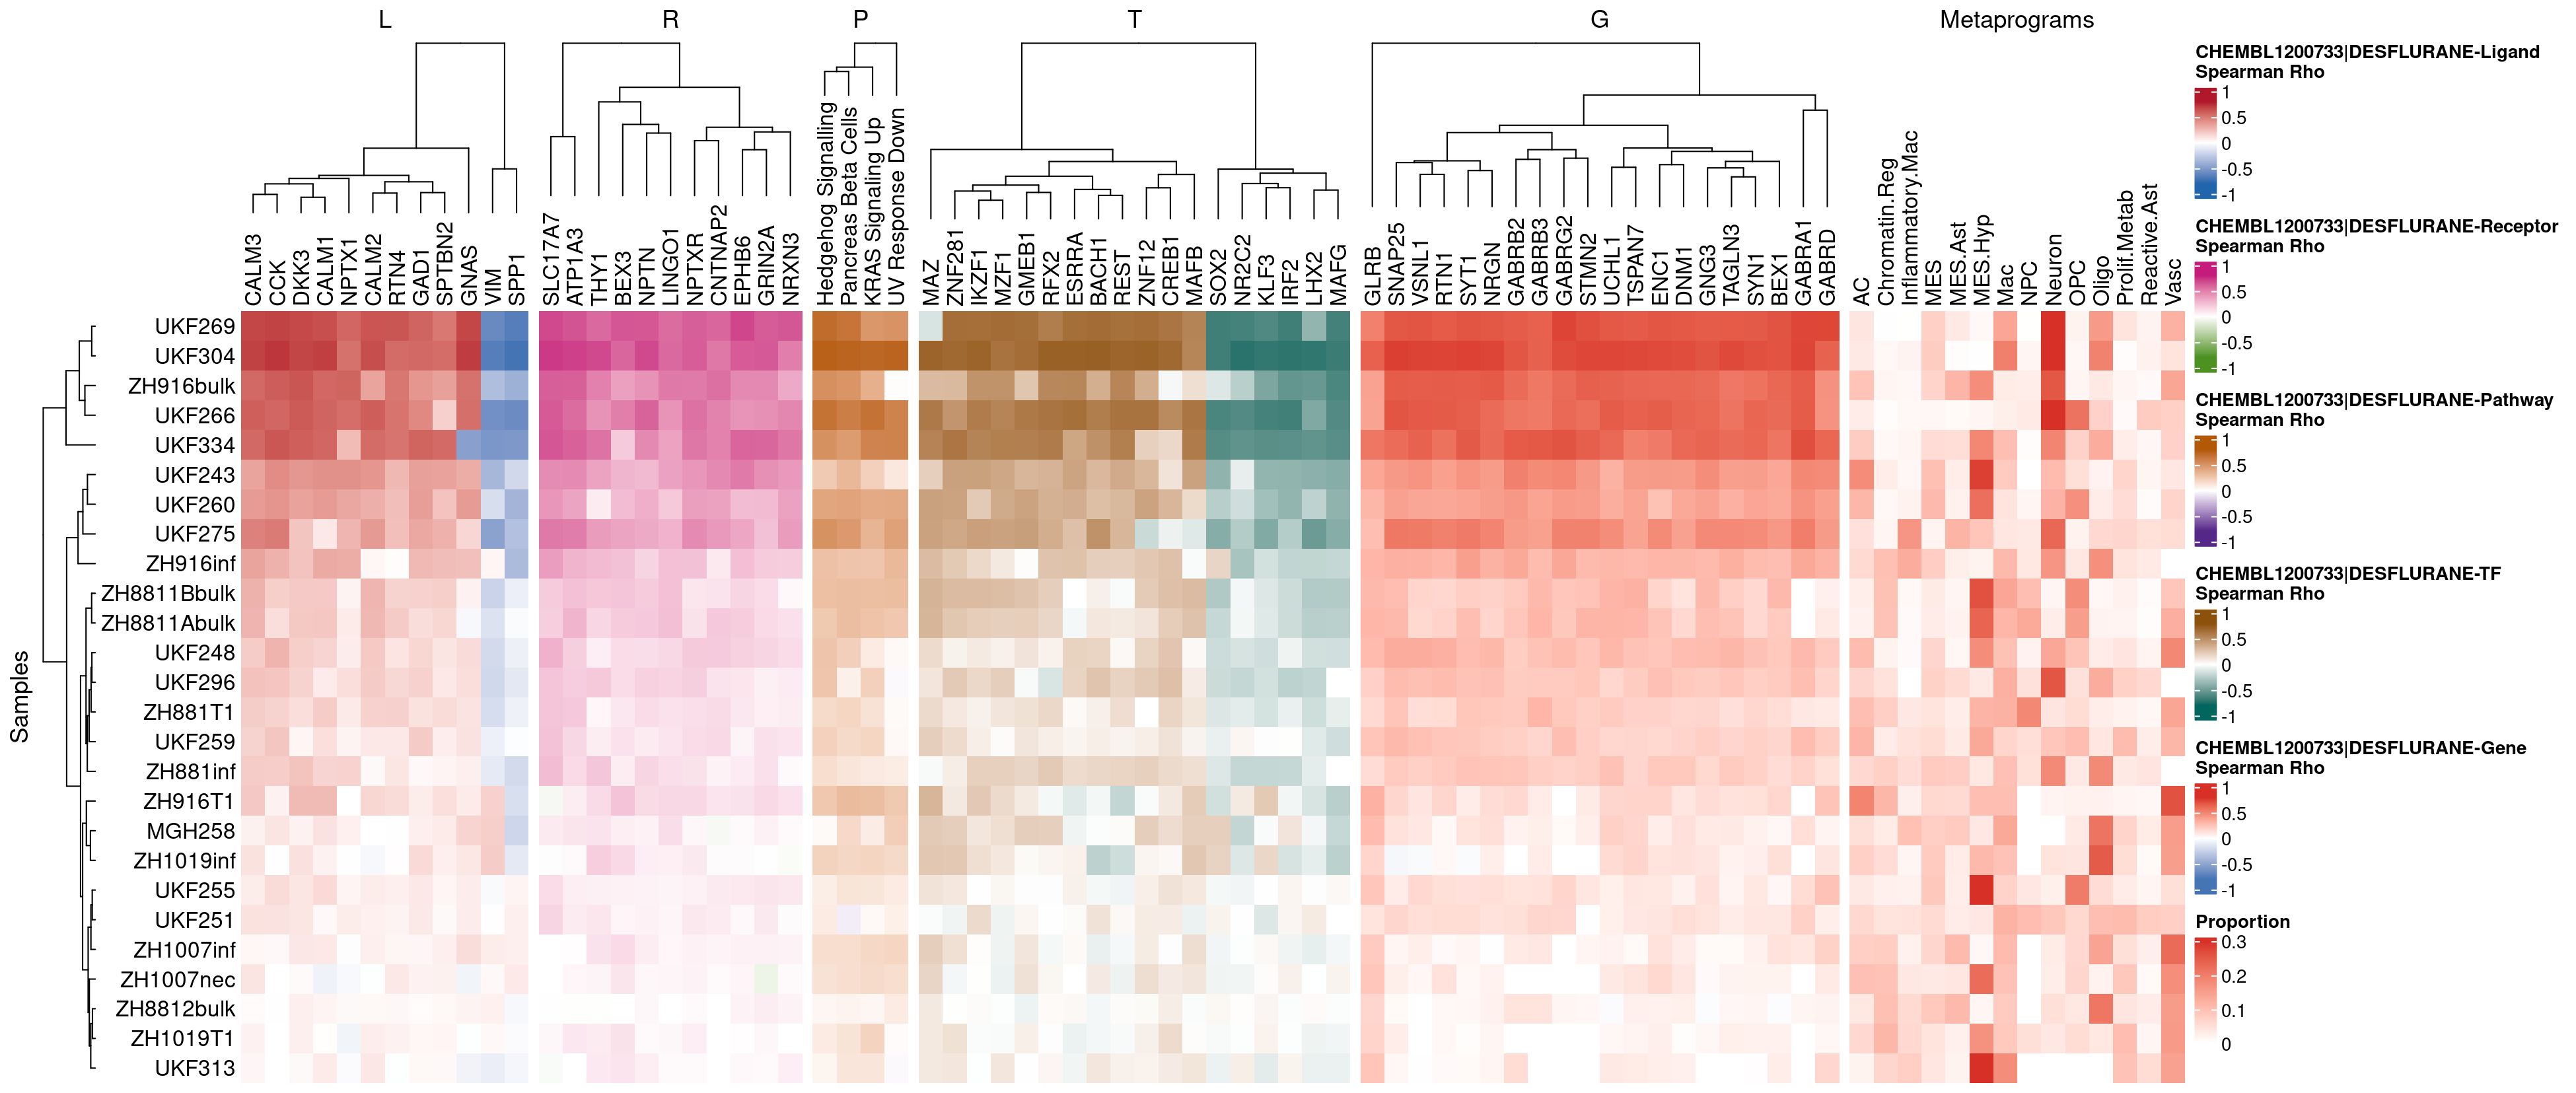 L R P T G Metaprograms
CALM3 CCK DKK3 CALM1 NPTX1 CALM2 RTN4 GAD1 SPTBN2 GNAS VIM SPP1
SLC17A7 ATP1A3 THY1 BEX3 NPTN LINGO1 NPTXR CNTNAP2 EPHB6 GRIN2A NRXN3
Hedgehog Signalling
Pancreas Beta Cells
KRAS Signaling Up
UV Response Down
MAZ ZNF281 IKZF1 MZF1 GMEB1 RFX2 ESRRA BACH1 REST ZNF12 CREB1 MAFB SOX2 NR2C2 KLF3 IRF2 LHX2 MAFG
GLRB SNAP25 VSNL1 RTN1 SYT1 NRGN GABRB2 GABRB3 GABRG2 STMN2 UCHL1 TSPAN7 ENC1 DNM1 GNG3 TAGLN3 SYN1 BEX1 GABRA1 GABRD
AC Chromatin.Reg Inflammatory.Mac MES MES.Ast MES.Hyp Mac NPC Neuron OPC Oligo Prolif.Metab Reactive.Ast Vasc
Samples
UKF269
UKF304
ZH916bulk
UKF266
UKF334
UKF243
UKF260
UKF275
ZH916inf
ZH8811Bbulk
ZH8811Abulk
UKF248
UKF296
ZH881T1
UKF259
ZH881inf
ZH916T1
MGH258
ZH1019inf
UKF255
UKF251
ZH1007inf
ZH1007nec
ZH8812bulk
ZH1019T1
UKF313
CHEMBL1200733|DESFLURANE-Ligand
Spearman Rho
1
0.5
0
-0.5
-1
CHEMBL1200733|DESFLURANE-Receptor
Spearman Rho
1
0.5
0
-0.5
-1
CHEMBL1200733|DESFLURANE-Pathway
Spearman Rho
1
0.5
0
-0.5
-1
CHEMBL1200733|DESFLURANE-TF
Spearman Rho
1
0.5
0
-0.5
-1
CHEMBL1200733|DESFLURANE-Gene
Spearman Rho
1
0.5
0
-0.5
-1
Proportion
0.3
0.2
0.1
0